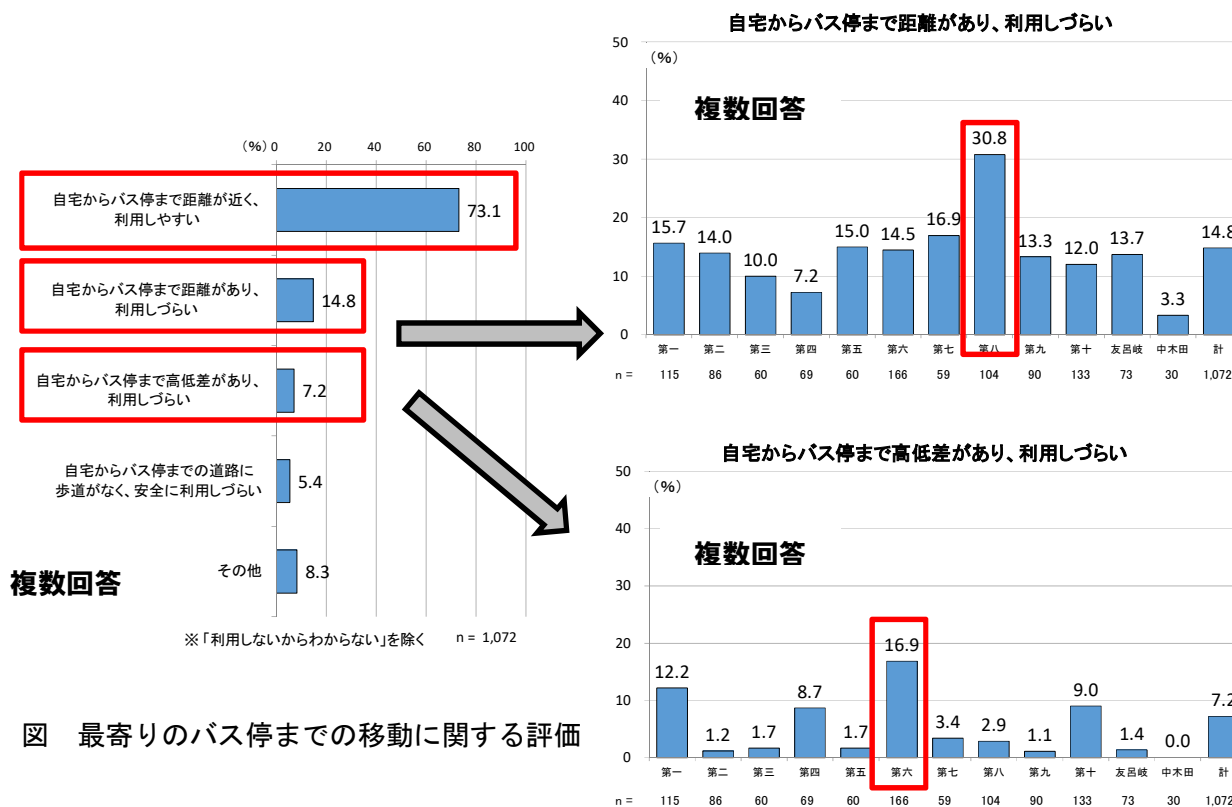 (%) 0 20 40 60 80 100
自宅からバス停まで距離が近く、
利用しやすい
73.1
自宅からバス停まで距離があり、
利用しづらい
14.8
自宅からバス停まで高低差があり、
利用しづらい
7.2
自宅からバス停までの道路に
歩道がなく、安全に利用しづらい
5.4
その他
8.3
複数回答
※「利用しないからわからない」を除く n = 1,072
図 最寄りのバス停までの移動に関する評価
自宅からバス停まで距離があり、利用しづらい
(%)
複数回答
50
40
30
20
10
0
15.7 14.0 10.0 7.2 15.0 14.5 16.9 30.8 13.3 12.0 13.7 3.3 14.8
第一 第二 第三 第四 第五 第六 第七 第八 第九 第十 友呂岐 中木田 計
n = 115 86 60 69 60 166 59 104 90 133 73 30 1,072
自宅からバス停まで高低差があり、利用しづらい
(%)
複数回答
50
40
30
20
10
0
12.2 1.2 1.7 8.7 1.7 16.9 3.4 2.9 1.1 9.0 1.4 0.0 7.2
第一 第二 第三 第四 第五 第六 第七 第八 第九 第十 友呂岐 中木田 計
n = 115 86 60 69 60 166 59 104 90 133 73 30 1,072